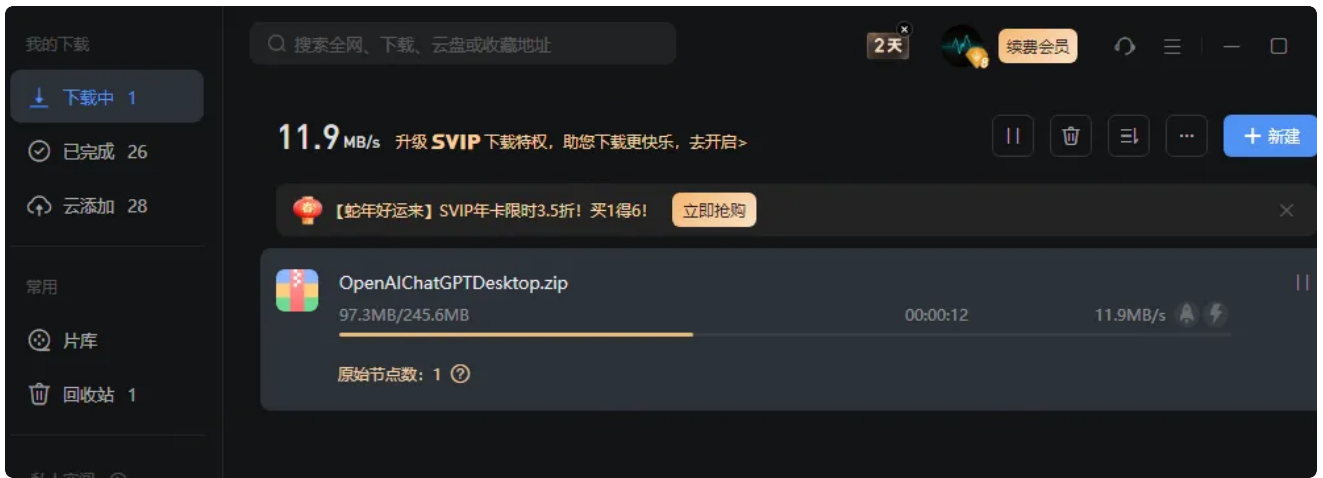 我的下载
下载中 1
已完成 26
云添加 28
常用
片库
回收站 1
搜索全网、下载、云盘或收藏地址
2天
8
续费会员
11.9MB/s 升级 SVIP 下载特权，助您下载更快乐，去开启>
新建
【蛇年好运来】SVIP年卡限时3.5折！买1得6！ 立即抢购
OpenAIChatGPTDesktop.zip
97.3MB/245.6MB 00:00:12 11.9MB/s
原始节点数：1